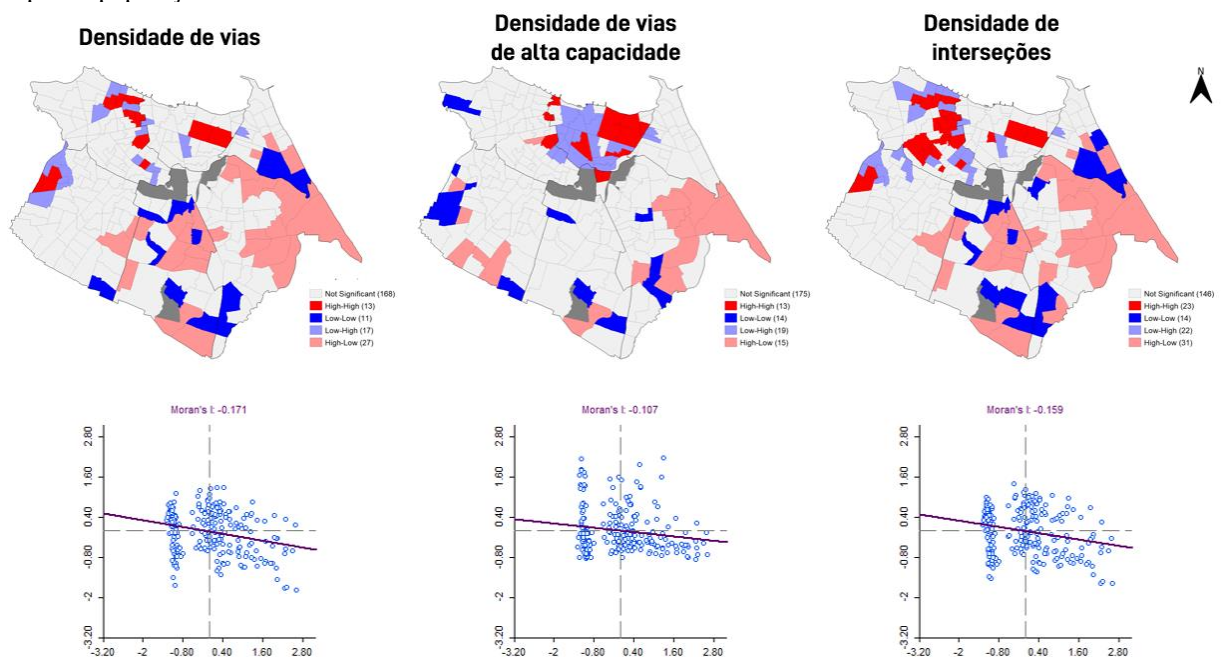 Densidade de vias
Densidade de vias
de alta capacidade
Densidade de
interseções
N
Not Significant (168)
High-High (13)
Low-Low (11)
Low-High (17)
High-Low (27)
Not Significant (175)
High-High (13)
Low-Low (14)
Low-High (19)
High-Low (15)
Not Significant (146)
High-High (23)
Low-Low (14)
Low-High (22)
High-Low (31)
Moran's I: -0.171
2.80
1.60
0.40
-0.80
-2
-3.20
-3.20 -2 -0.80 0.40 1.60 2.80
Moran's I: -0.107
2.80
1.60
0.40
-0.80
-2
-3.20
-3.20 -2 -0.80 0.40 1.60 2.80
Moran's I: -0.159
2.80
1.60
0.40
-0.80
-2
-3.20
-3.20 -2 -0.80 0.40 1.60 2.80